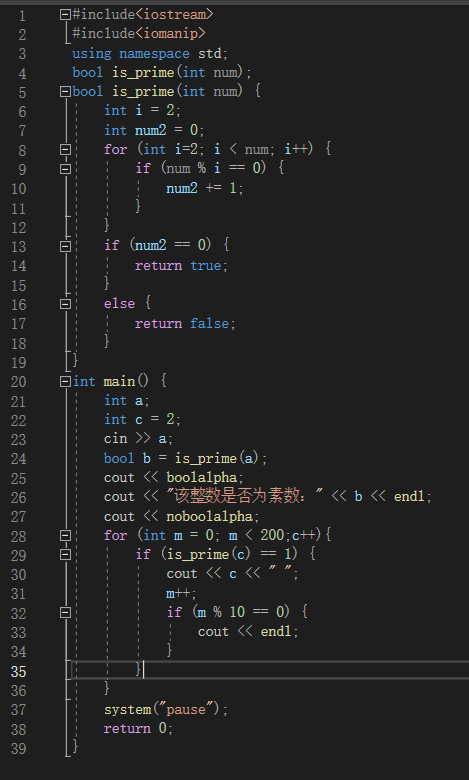 1 #include<iostream>
2 #include<iomanip>
3 using namespace std;
4 bool is_prime(int num);
5 bool is_prime(int num) {
6 int i = 2;
7 int num2 = 0;
8 for (int i=2; i < num; i++) {
9 if (num % i == 0) {
10 num2 += 1;
11 }
12 }
13 if (num2 == 0) {
14 return true;
15 }
16 else {
17 return false;
18 }
19 }
20 int main() {
21 int a;
22 int c = 2;
23 cin >> a;
24 bool b = is_prime(a);
25 cout << boolalpha;
26 cout << "该整数是否为素数：" << b << endl;
27 cout << noboolalpha;
28 for (int m = 0; m < 200;c++){
29 if (is_prime(c) == 1) {
30 cout << c << " ";
31 m++;
32 if (m % 10 == 0) {
33 cout << endl;
34 }
35 }
36 }
37 system("pause");
38 return 0;
39 }